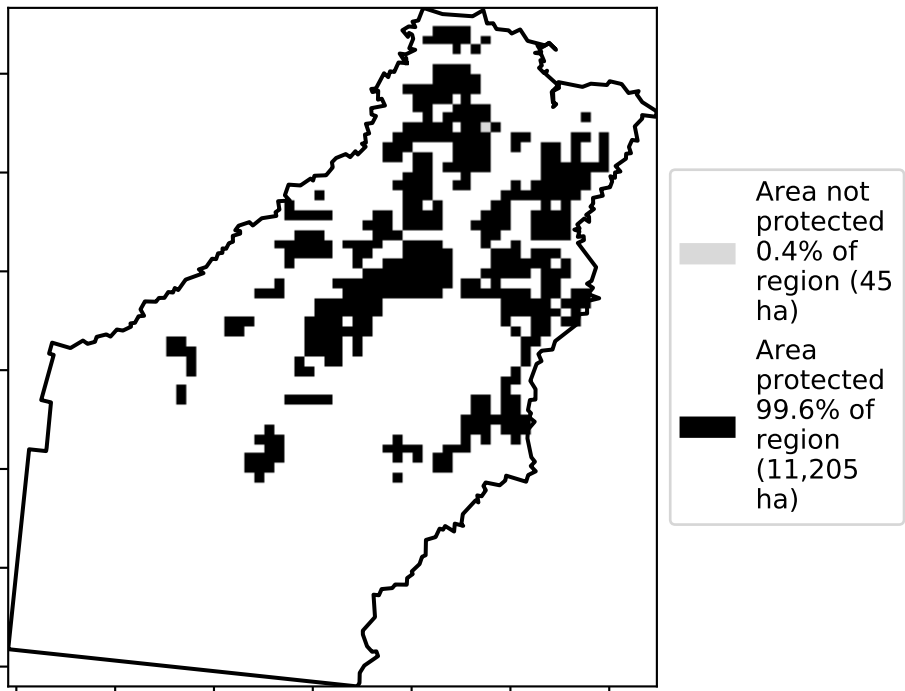 Area not
protected
0.4% of
region (45
ha)
Area
protected
99.6% of
region
(11,205
ha)